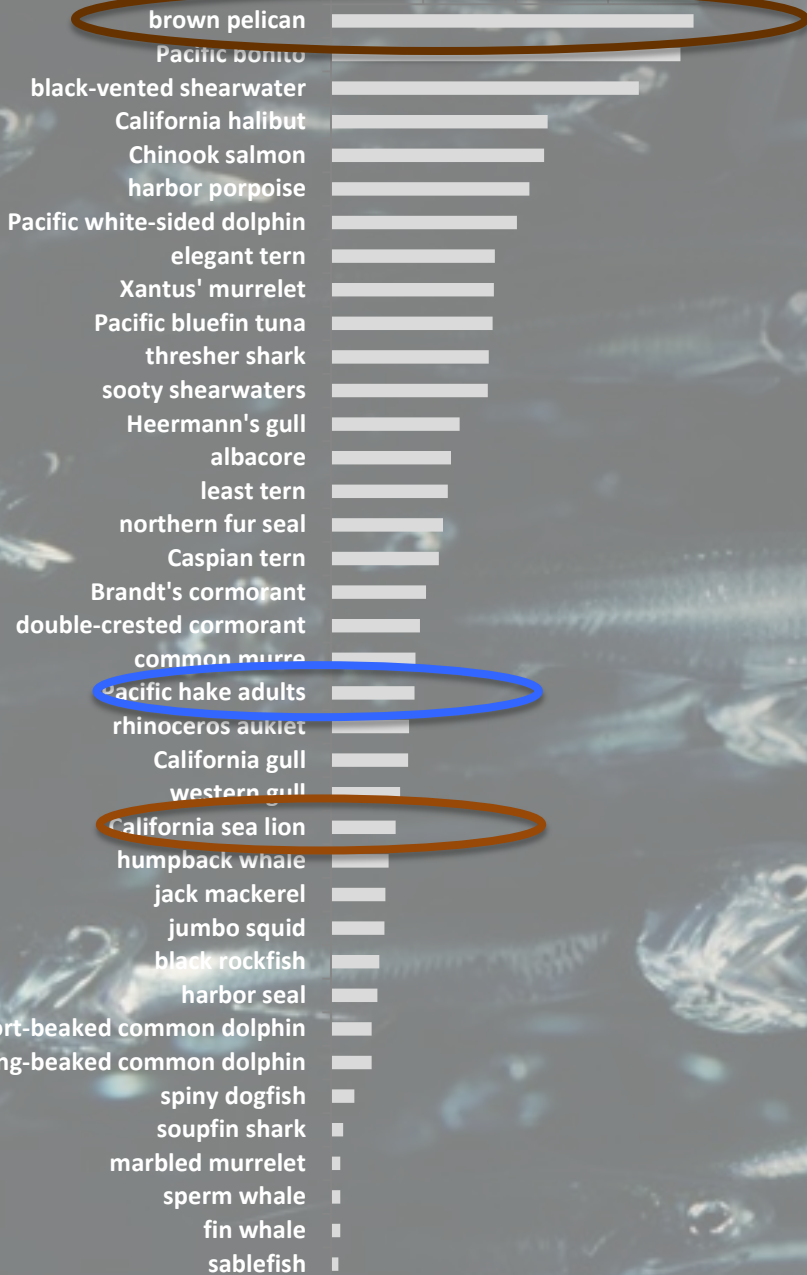 brown pelican
Pacific bonito
black-vented shearwater
California halibut
Chinook salmon
harbor porpoise
Pacific white-sided dolphin
elegant tern
Xantus' murrelet
Pacific bluefin tuna
thresher shark
sooty shearwaters
Heermann's gull
albacore
least tern
northern fur seal
Caspian tern
Brandt's cormorant
double-crested cormorant
common murre
Pacific hake adults
rhinoceros auklet
California gull
western gull
California sea lion
humpback whale
jack mackerel
jumbo squid
black rockfish
harbor seal
ort-beaked common dolphin
ng-beaked common dolphin
spiny dogfish
soupfin shark
marbled murrelet
sperm whale
fin whale
sablefish